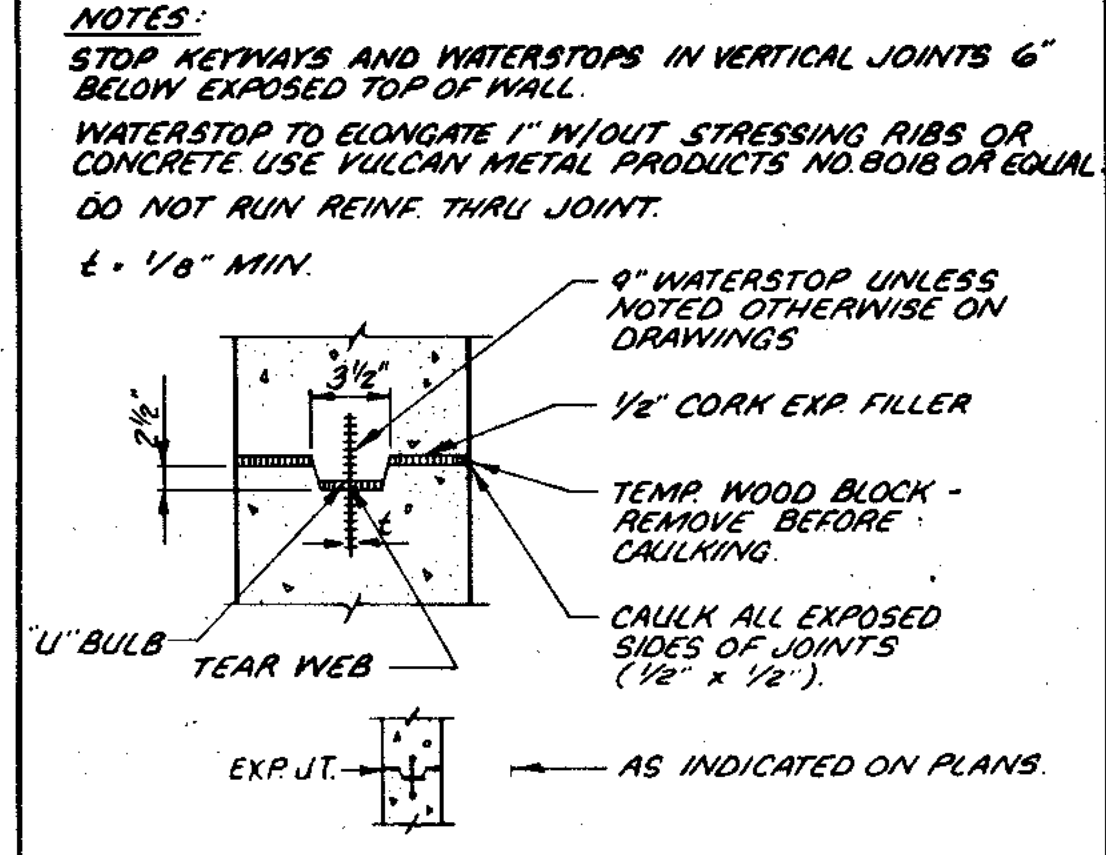 NOTES:
STOP KEYWAYS AND WATERSTOPS IN VERTICAL JOINTS 6"
BELOW EXPOSED TOP OF WALL.
WATERSTOP TO ELONGATE 1" W/OUT STRESSING RIBS OR
CONCRETE. USE VULCAN METAL PRODUCTS NO. 8018 OR EQUAL.
DO NOT RUN REINF. THRU JOINT.
t = 1/8" MIN.
9" WATERSTOP UNLESS
NOTED OTHERWISE ON
DRAWINGS
3 1/2"
2 1/2"
1/2" CORK EXP. FILLER
TEMP. WOOD BLOCK -
REMOVE BEFORE
CAULKING.
t
CAULK ALL EXPOSED
SIDES OF JOINTS
(1/2" x 1/2").
"U" BULB
TEAR WEB
EXP. JT.
AS INDICATED ON PLANS.